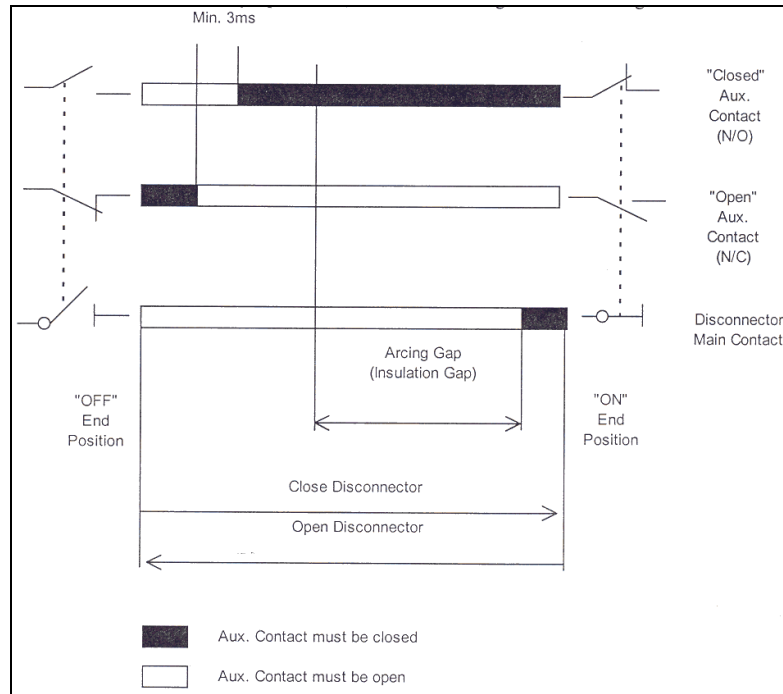 Min. 3ms
"Closed"
Aux.
Contact
(N/O)
"Open"
Aux.
Contact
(N/C)
Disconnector
Main Contact
Arcing Gap
(Insulation Gap)
"OFF"
End
Position
"ON"
End
Position
Close Disconnector
Open Disconnector
Aux. Contact must be closed
Aux. Contact must be open